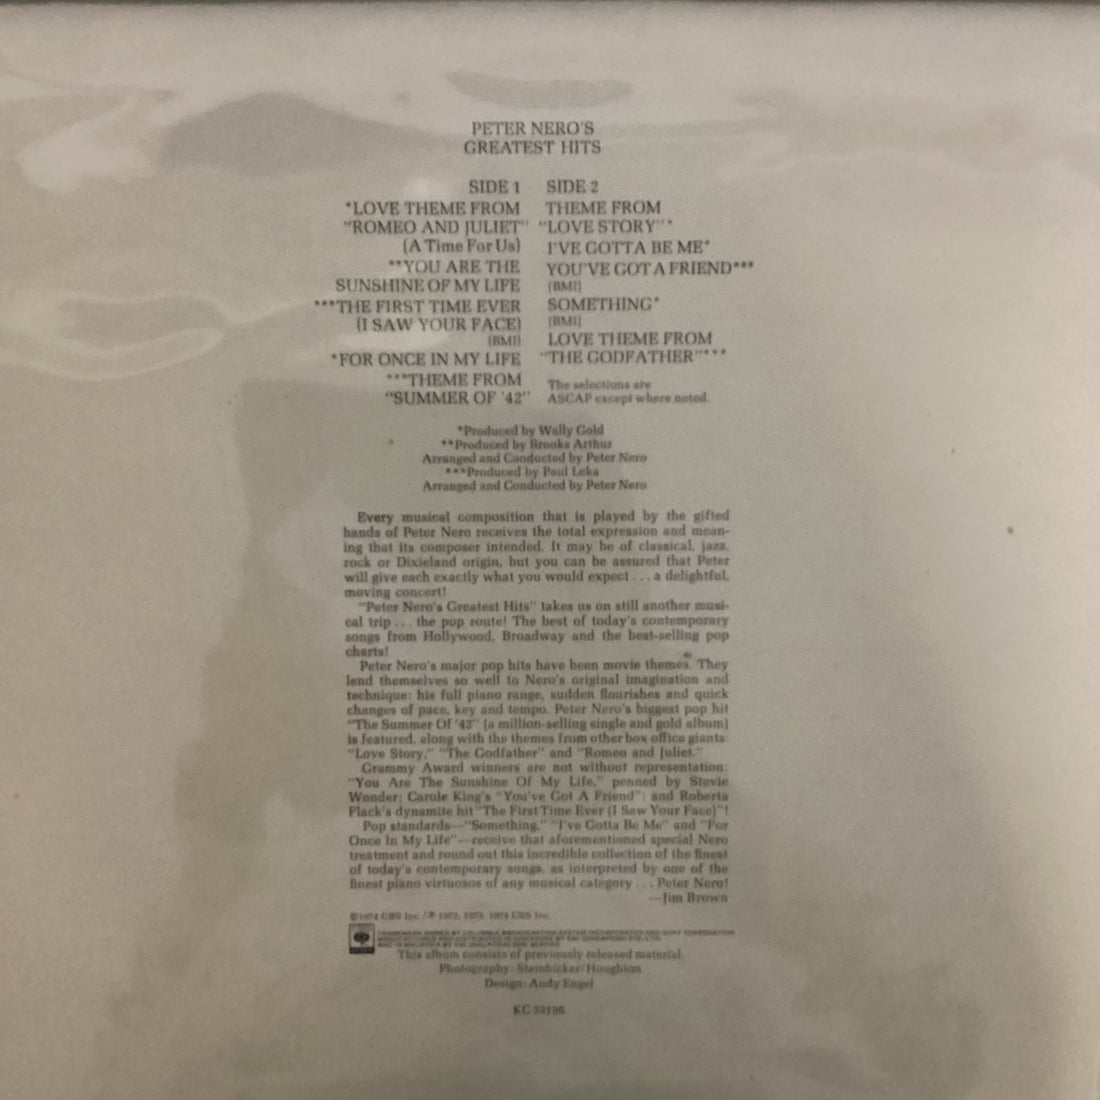 PETER NERO'S
GREATEST HITS
SIDE 1
*LOVE THEME FROM
"ROMEO AND JULIET"
(A Time For Us)
**YOU ARE THE
SUNSHINE OF MY LIFE
***THE FIRST TIME EVER
(I SAW YOUR FACE)
(BMI)
*FOR ONCE IN MY LIFE
***THEME FROM
"SUMMER OF '42"
SIDE 2
THEME FROM
"LOVE STORY"*
I'VE GOTTA BE ME*
YOU'VE GOT A FRIEND***
(BMI)
SOMETHING*
(BMI)
LOVE THEME FROM
"THE GODFATHER"***
The selections are
ASCAP except where noted.
*Produced by Wally Gold
**Produced by Brooks Arthur
Arranged and Conducted by Peter Nero
***Produced by Paul Leka
Arranged and Conducted by Peter Nero
Every musical composition that is played by the gifted
hands of Peter Nero receives the total expression and mean-
ing that its composer intended. It may be of classical, jazz,
rock or Dixieland origin, but you can be assured that Peter
will give each exactly what you would expect . . . a delightful,
moving concert!
"Peter Nero's Greatest Hits" takes us on still another musi-
cal trip . . . the pop route! The best of today's contemporary
songs from Hollywood, Broadway and the best-selling pop
charts!
Peter Nero's major pop hits have been movie themes. They
lend themselves so well to Nero's original imagination and
technique: his full piano range, sudden flourishes and quick
changes of pace, key and tempo. Peter Nero's biggest pop hit
"The Summer Of '42" (a million-selling single and gold album)
is featured, along with the themes from other box office giants:
"Love Story," "The Godfather" and "Romeo and Juliet."
Grammy Award winners are not without representation:
"You Are The Sunshine Of My Life," penned by Stevie
Wonder; Carole King's "You've Got A Friend"; and Roberta
Flack's dynamite hit "The First Time Ever (I Saw Your Face)"!
Pop standards—"Something," "I've Gotta Be Me" and "For
Once In My Life"—receive that aforementioned special Nero
treatment and round out this incredible collection of the finest
of today's contemporary songs, as interpreted by one of the
finest piano virtuosos of any musical category . . . Peter Nero!
—Jim Brown
© 1974 CBS Inc. / ℗ 1972, 1973, 1974 CBS Inc.
This album consists of previously released material.
Photography: Steinbicker/Houghton
Design: Andy Engel
KC 33136